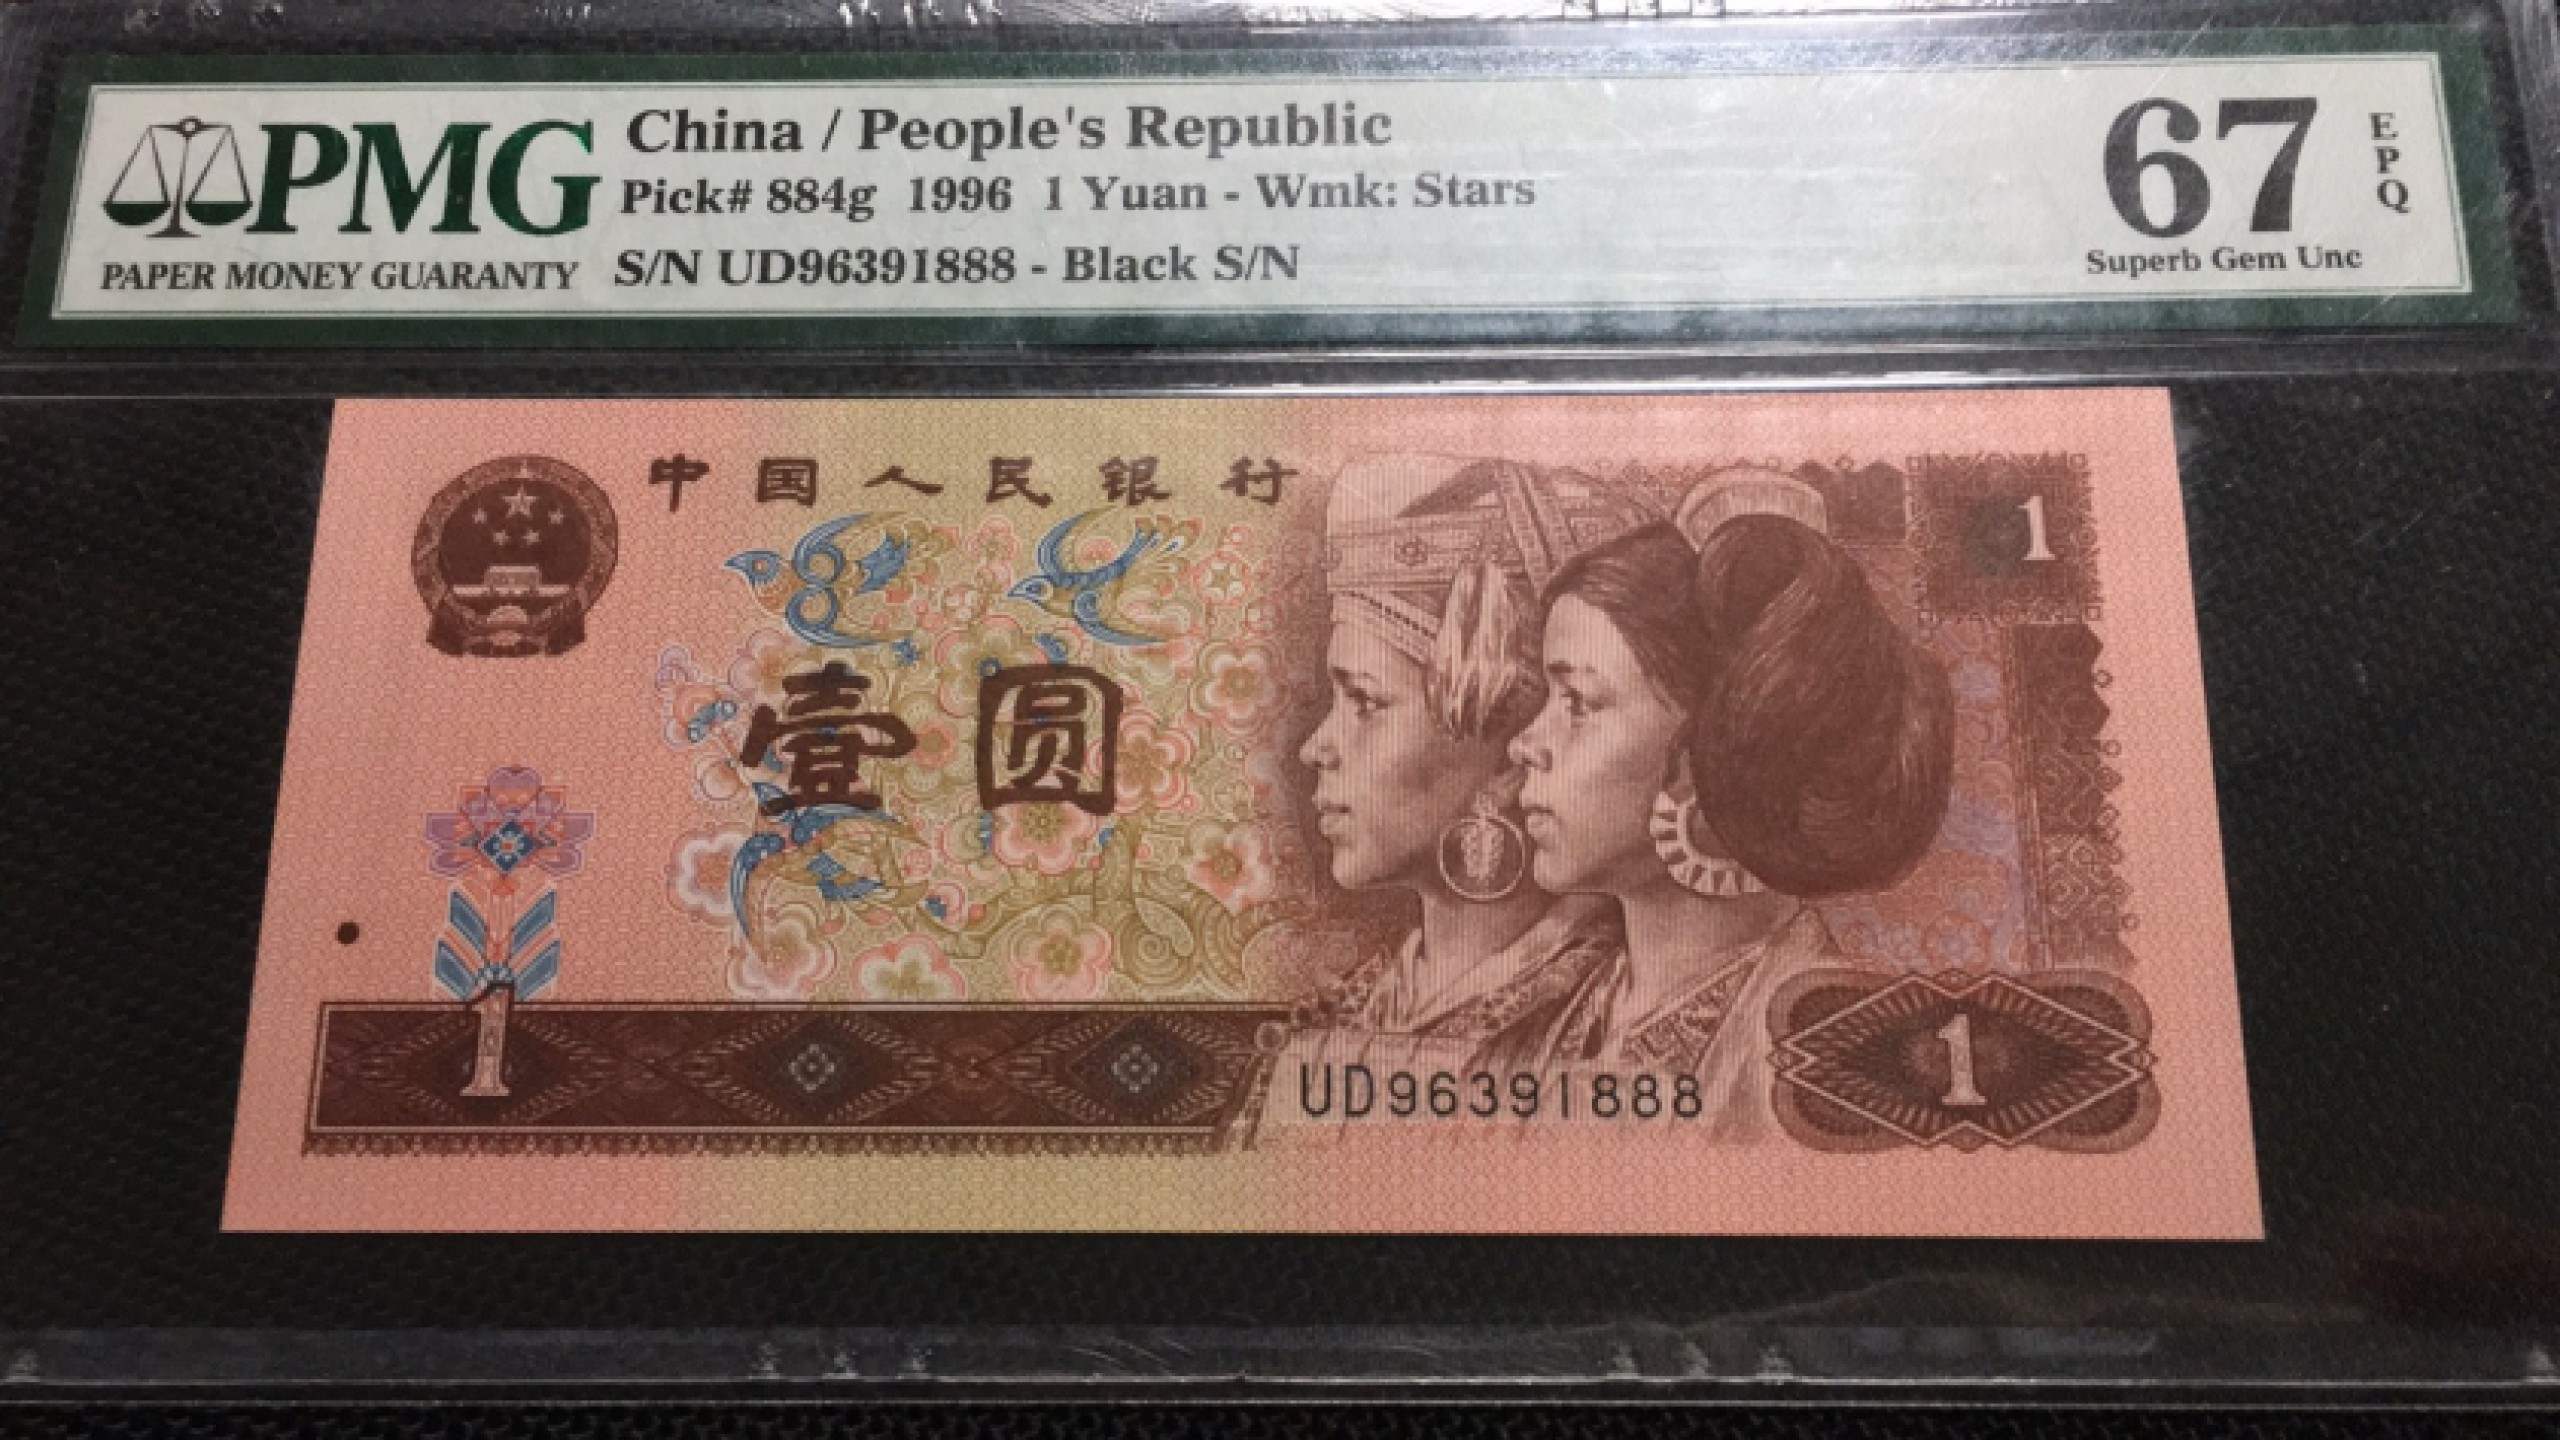 PMG
PAPER MONEY GUARANTY
China / People's Republic
Pick# 884g 1996 1 Yuan - Wmk: Stars
S/N UD96391888 - Black S/N
67
EPQ
Superb Gem Unc
中国人民银行
1
壹圆
1
UD96391888
1